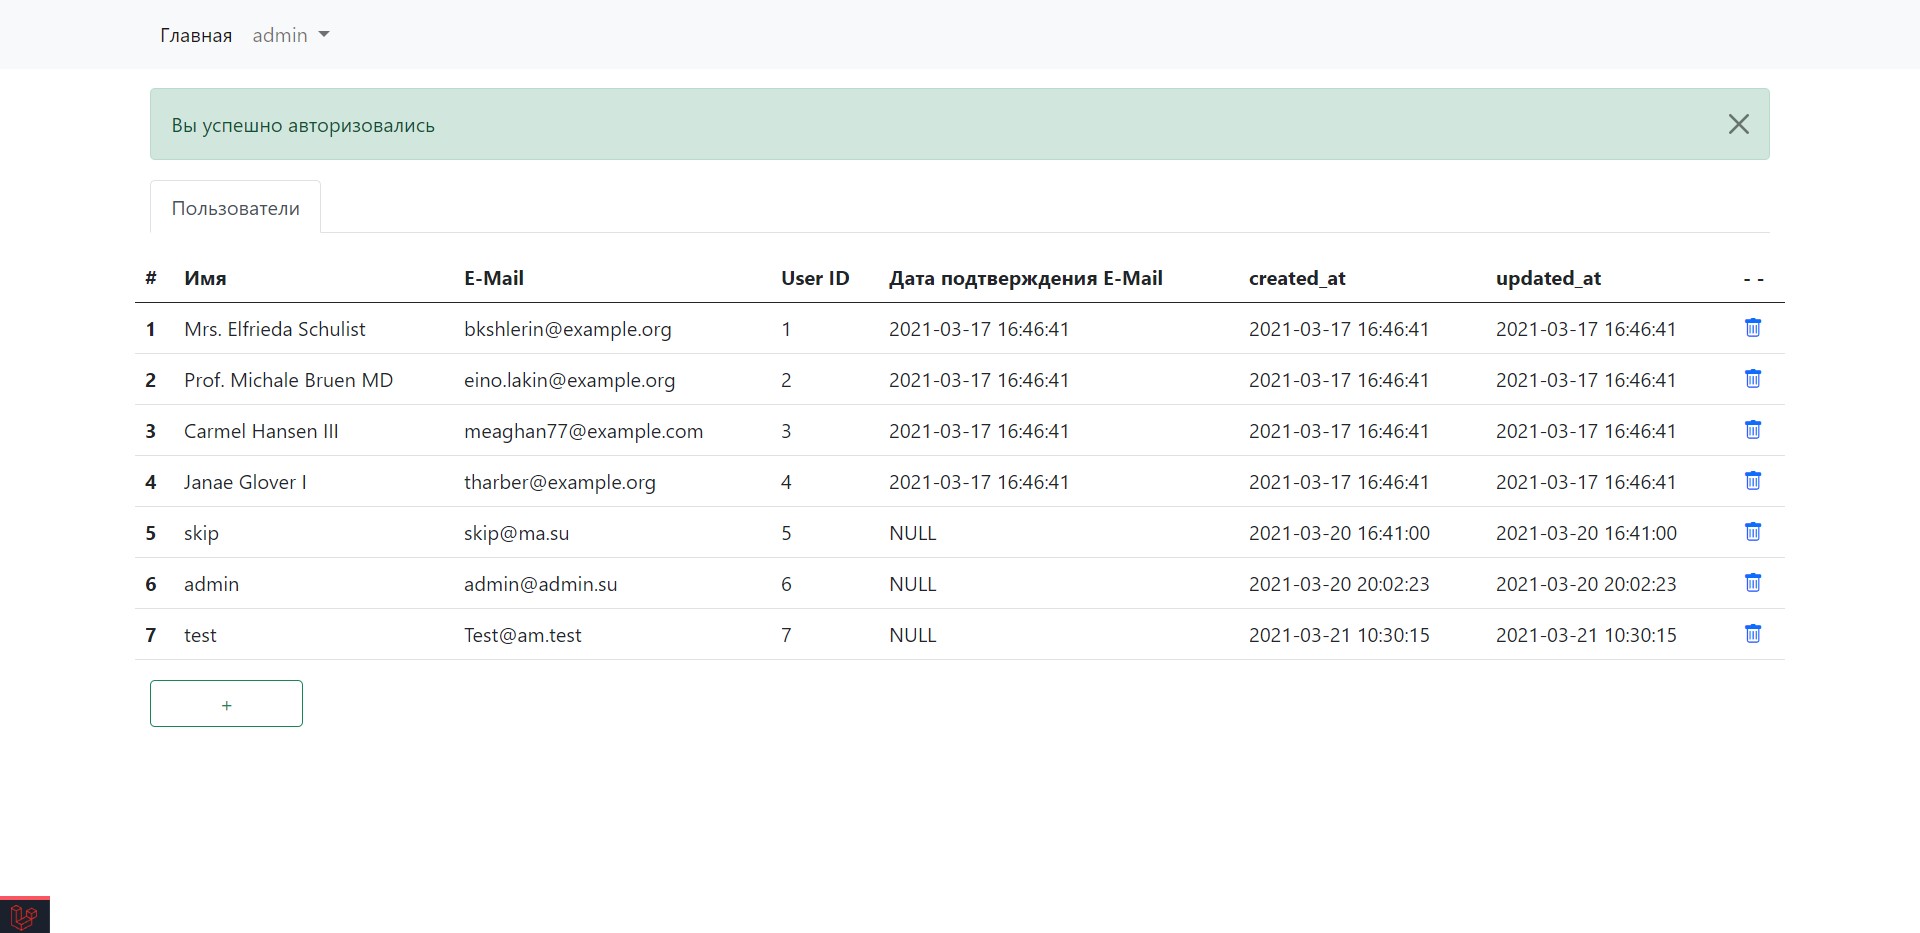 Главная admin
Вы успешно авторизовались
Пользователи
# Имя E-Mail User ID Дата подтверждения E-Mail created_at updated_at - -
1 Mrs. Elfrieda Schulist bkshlerin@example.org 1 2021-03-17 16:46:41 2021-03-17 16:46:41 2021-03-17 16:46:41
2 Prof. Michale Bruen MD eino.lakin@example.org 2 2021-03-17 16:46:41 2021-03-17 16:46:41 2021-03-17 16:46:41
3 Carmel Hansen III meaghan77@example.com 3 2021-03-17 16:46:41 2021-03-17 16:46:41 2021-03-17 16:46:41
4 Janae Glover I tharber@example.org 4 2021-03-17 16:46:41 2021-03-17 16:46:41 2021-03-17 16:46:41
5 skip skip@ma.su 5 NULL 2021-03-20 16:41:00 2021-03-20 16:41:00
6 admin admin@admin.su 6 NULL 2021-03-20 20:02:23 2021-03-20 20:02:23
7 test Test@am.test 7 NULL 2021-03-21 10:30:15 2021-03-21 10:30:15
+